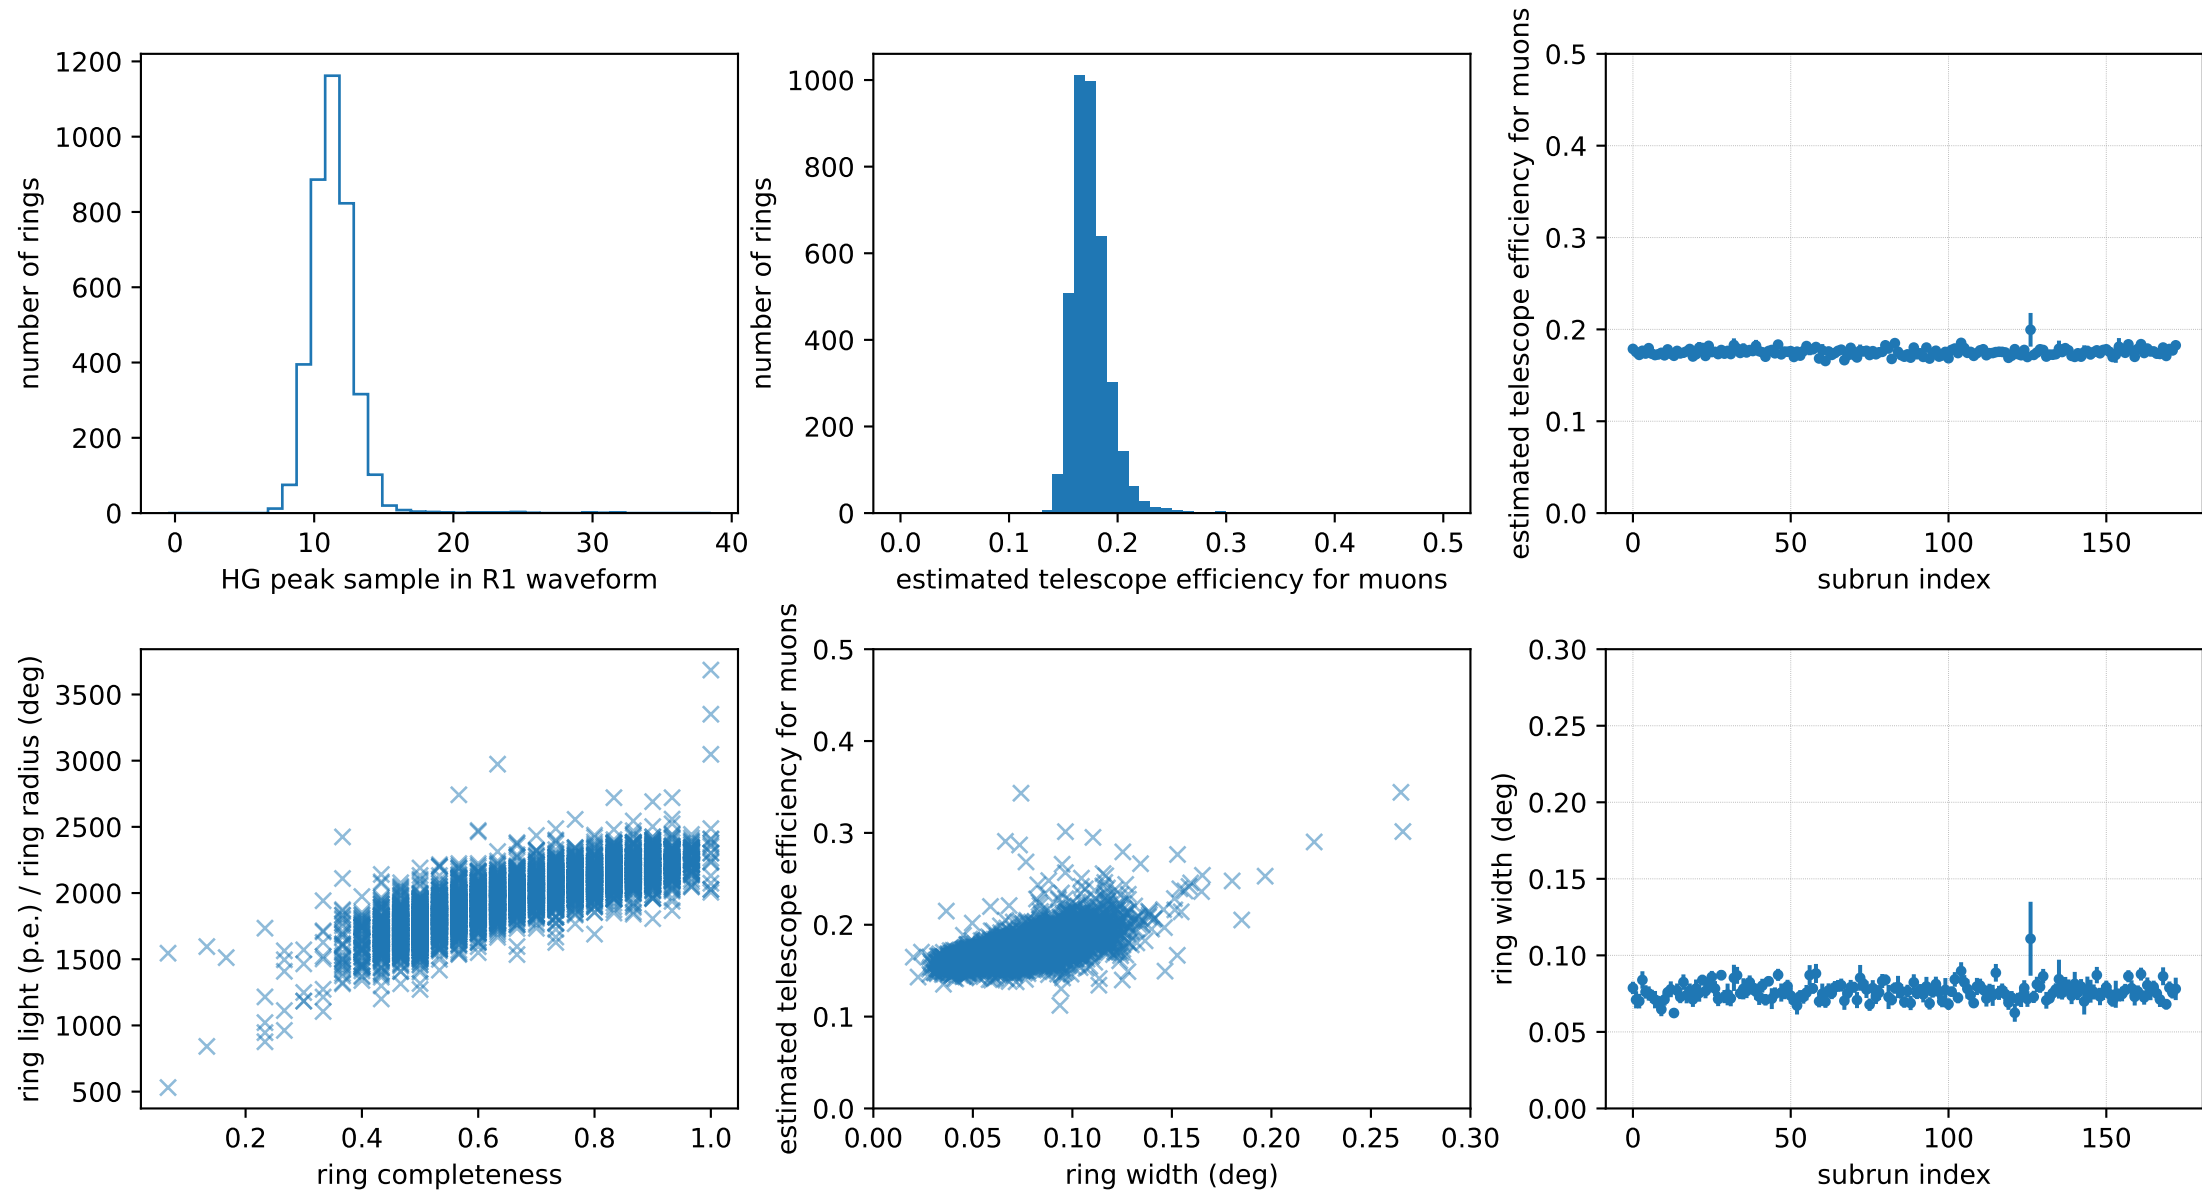 number of rings
1200
1000
800
600
400
200
0
0 10 20 30 40
HG peak sample in R1 waveform
number of rings
1000
800
600
400
200
0
0.0 0.1 0.2 0.3 0.4 0.5
estimated telescope efficiency for muons
estimated telescope efficiency for muons
0.5
0.4
0.3
0.2
0.1
0.0
0 50 100 150
subrun index
ring light (p.e.) / ring radius (deg)
3500
3000
2500
2000
1500
1000
500
0.2 0.4 0.6 0.8 1.0
ring completeness
estimated telescope efficiency for muons
0.5
0.4
0.3
0.2
0.1
0.0
0.00 0.05 0.10 0.15 0.20 0.25 0.30
ring width (deg)
ring width (deg)
0.30
0.25
0.20
0.15
0.10
0.05
0.00
0 50 100 150
subrun index